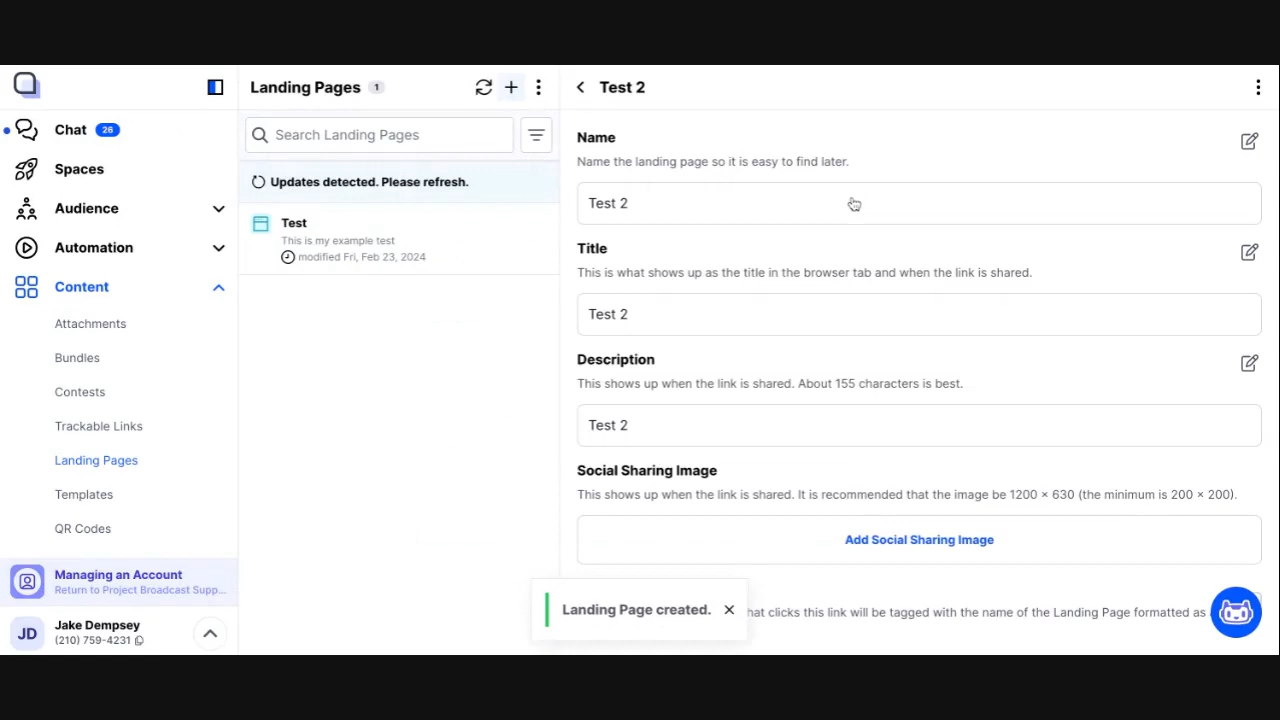 Chat 26
Spaces
Audience
Automation
Content
Attachments
Bundles
Contests
Trackable Links
Landing Pages
Templates
QR Codes
Managing an Account
Return to Project Broadcast Supp...
JD
Jake Dempsey
(210) 759-4231
Landing Pages 1
Search Landing Pages
Updates detected. Please refresh.
Test
This is my example test
modified Fri, Feb 23, 2024
Test 2
Name
Name the landing page so it is easy to find later.
Test 2
Title
This is what shows up as the title in the browser tab and when the link is shared.
Test 2
Description
This shows up when the link is shared. About 155 characters is best.
Test 2
Social Sharing Image
This shows up when the link is shared. It is recommended that the image be 1200 × 630 (the minimum is 200 × 200).
Add Social Sharing Image
Landing Page created.
hat clicks this link will be tagged with the name of the Landing Page formatted as